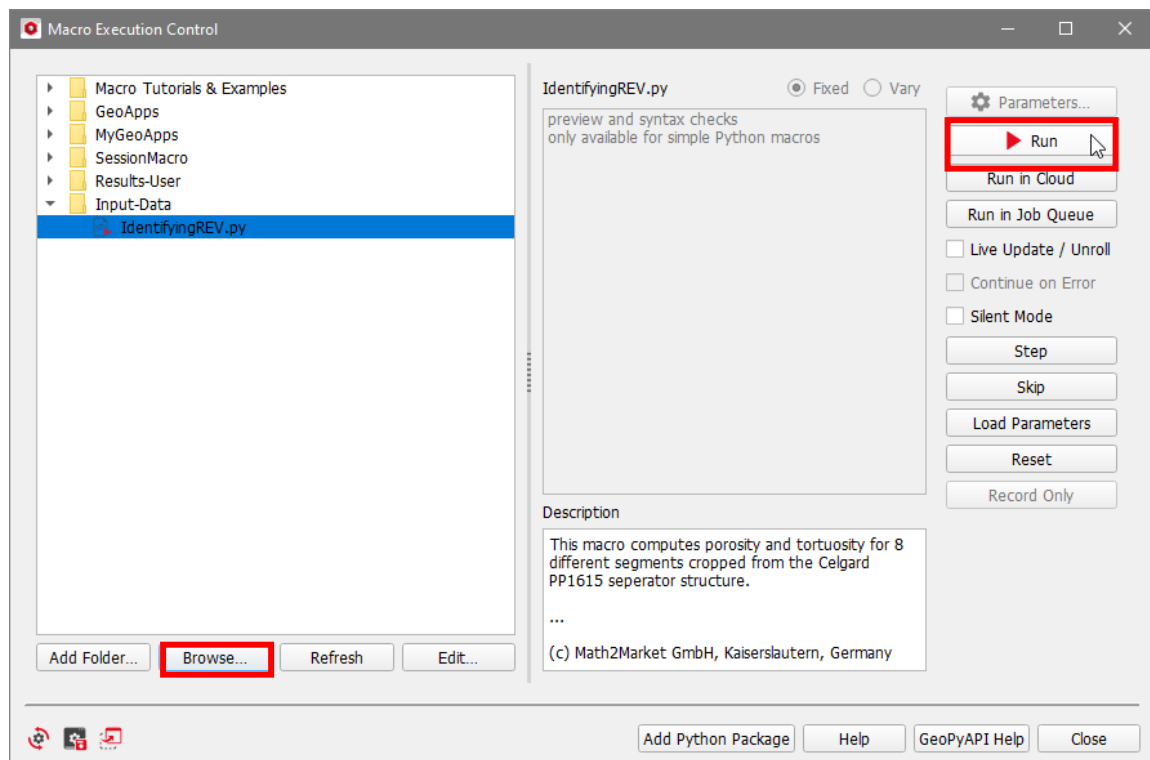 Macro Execution Control
Macro Tutorials & Examples
GeoApps
MyGeoApps
SessionMacro
Results-User
Input-Data
IdentifyingREV.py
Add Folder...
Browse...
Refresh
Edit...
IdentifyingREV.py
Fixed
Vary
preview and syntax checks
only available for simple Python macros
Description
This macro computes porosity and tortuosity for 8
different segments cropped from the Celgard
PP1615 seperator structure.
...
(c) Math2Market GmbH, Kaiserslautern, Germany
Parameters...
Run
Run in Cloud
Run in Job Queue
Live Update / Unroll
Continue on Error
Silent Mode
Step
Skip
Load Parameters
Reset
Record Only
Add Python Package
Help
GeoPyAPI Help
Close